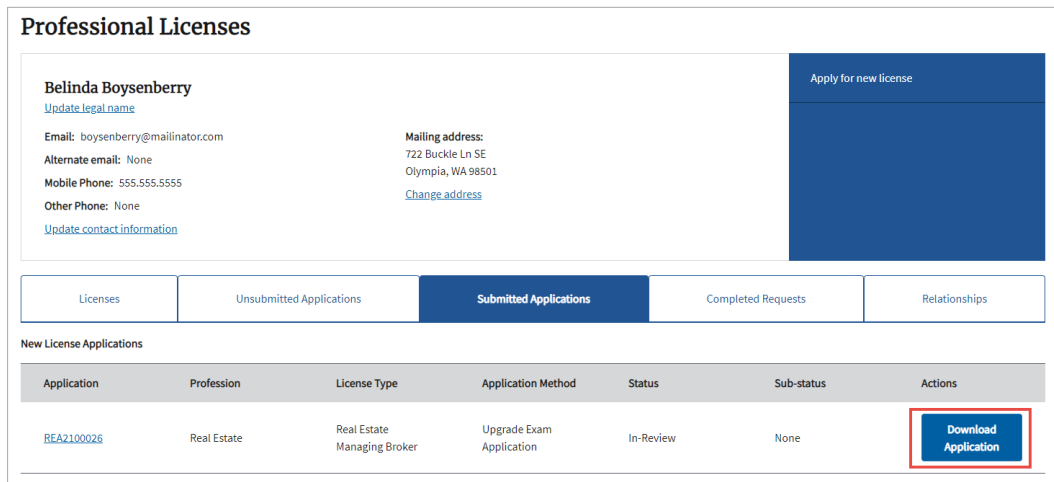 Professional Licenses
Belinda Boysenberry
Update legal name
Email: boysenberry@mailinator.com
Alternate email: None
Mobile Phone: 555.555.5555
Other Phone: None
Update contact information
Mailing address:
722 Buckle Ln SE
Olympia, WA 98501
Change address
Apply for new license
Licenses
Unsubmitted Applications
Submitted Applications
Completed Requests
Relationships
New License Applications
Application Profession License Type Application Method Status Sub-status Actions
REA2100026
Real Estate
Real Estate
Managing Broker
Upgrade Exam
Application
In-Review
None
Download
Application